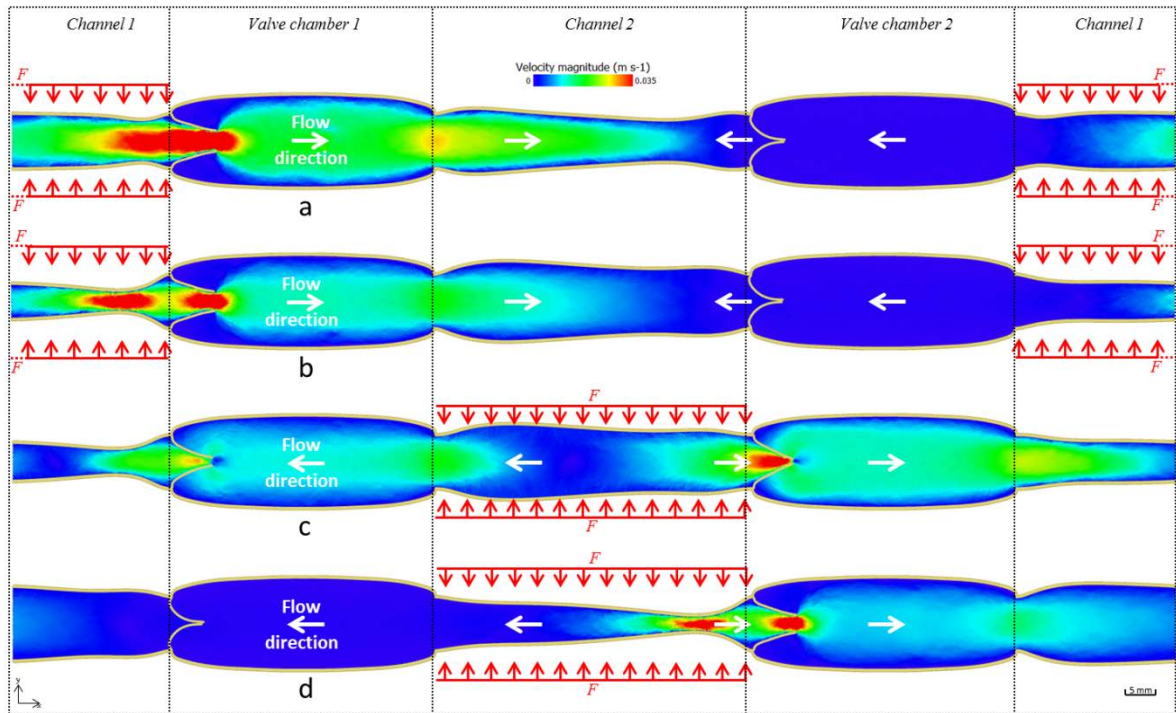 Channel 1 Valve chamber 1 Channel 2 Valve chamber 2 Channel 1
Velocity magnitude (m s-1)
0 0.035
F F
Flow
direction
F F
a
F F
Flow
direction
F F
b
F
Flow
direction
c
F
F
Flow
direction
d
F
y
x
5 mm